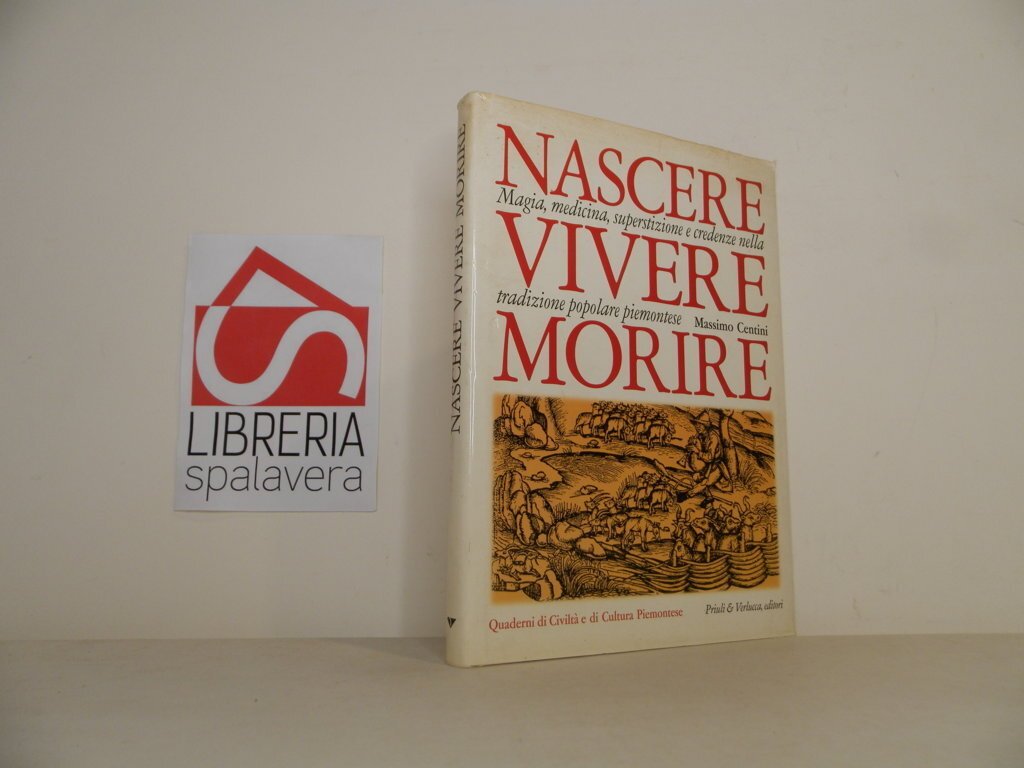 LIBRERIA
spalavera
NASCERE VIVERE MORIRE
NASCERE
Magia, medicina, superstizione e credenze nella
VIVERE
tradizione popolare piemontese Massimo Centini
MORIRE
Quaderni di Civiltà e di Cultura Piemontese
Priuli & Verlucca, editori